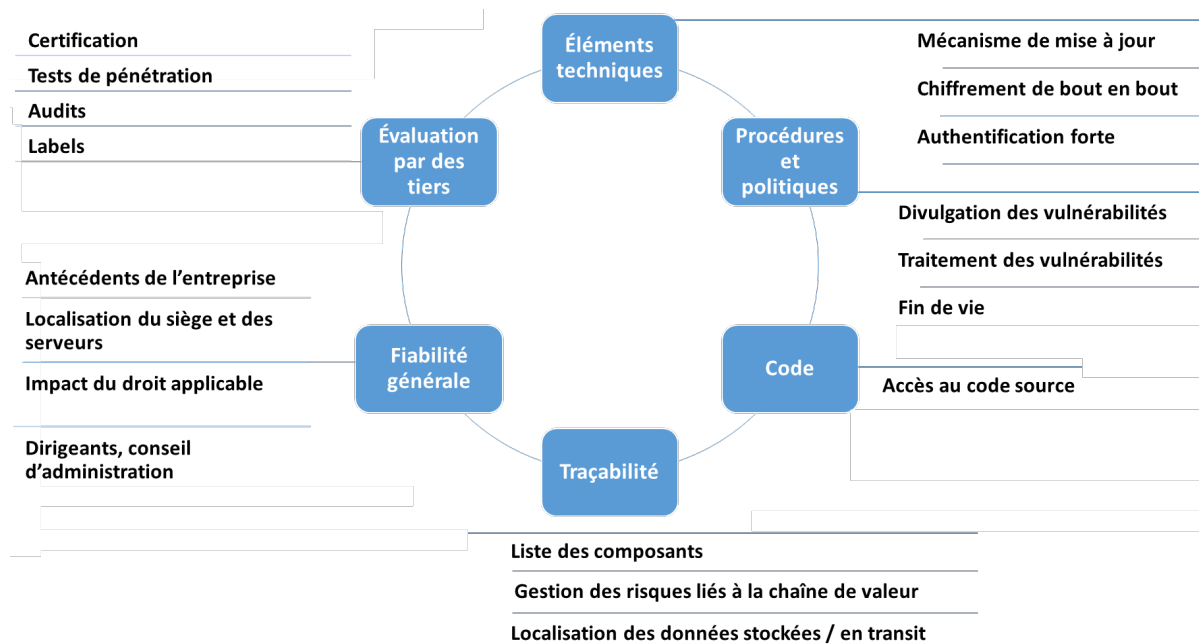 Éléments
techniques
Mécanisme de mise à jour
Chiffrement de bout en bout
Authentification forte
Procédures
et
politiques
Divulgation des vulnérabilités
Traitement des vulnérabilités
Fin de vie
Code
Accès au code source
Traçabilité
Liste des composants
Gestion des risques liés à la chaîne de valeur
Localisation des données stockées / en transit
Fiabilité
générale
Antécédents de l’entreprise
Localisation du siège et des
serveurs
Impact du droit applicable
Dirigeants, conseil
d’administration
Évaluation
par des
tiers
Certification
Tests de pénétration
Audits
Labels